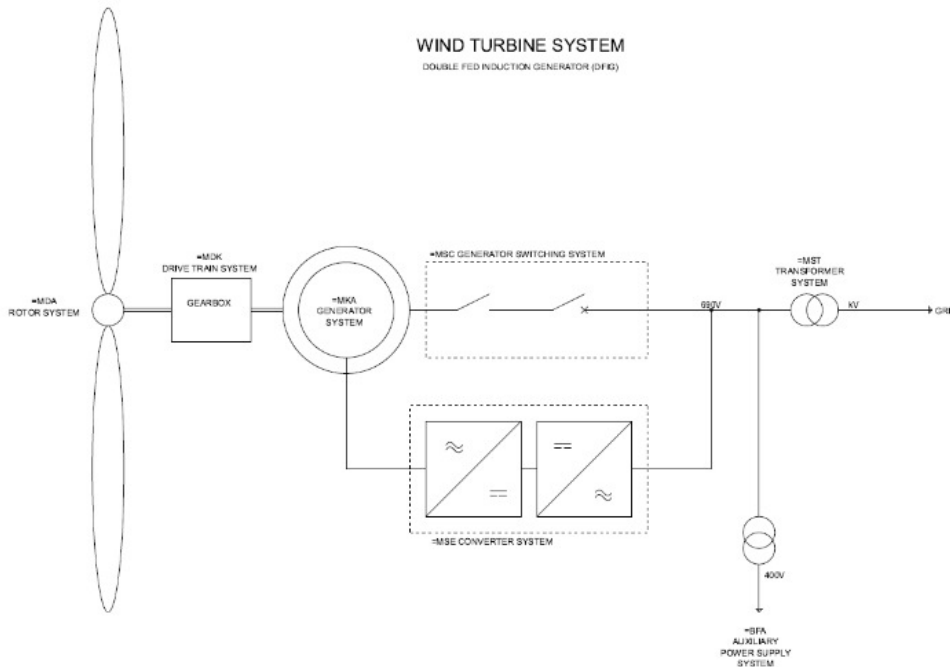 WIND TURBINE SYSTEM
DOUBLE FED INDUCTION GENERATOR (DFIG)
=MDA
ROTOR SYSTEM
=MDK
DRIVE TRAIN SYSTEM
GEARBOX
=MKA
GENERATOR
SYSTEM
=MSC GENERATOR SWITCHING SYSTEM
690V
=MST
TRANSFORMER
SYSTEM
kV
GRI
=MSE CONVERTER SYSTEM
400V
=BFA
AUXILIARY
POWER SUPPLY
SYSTEM